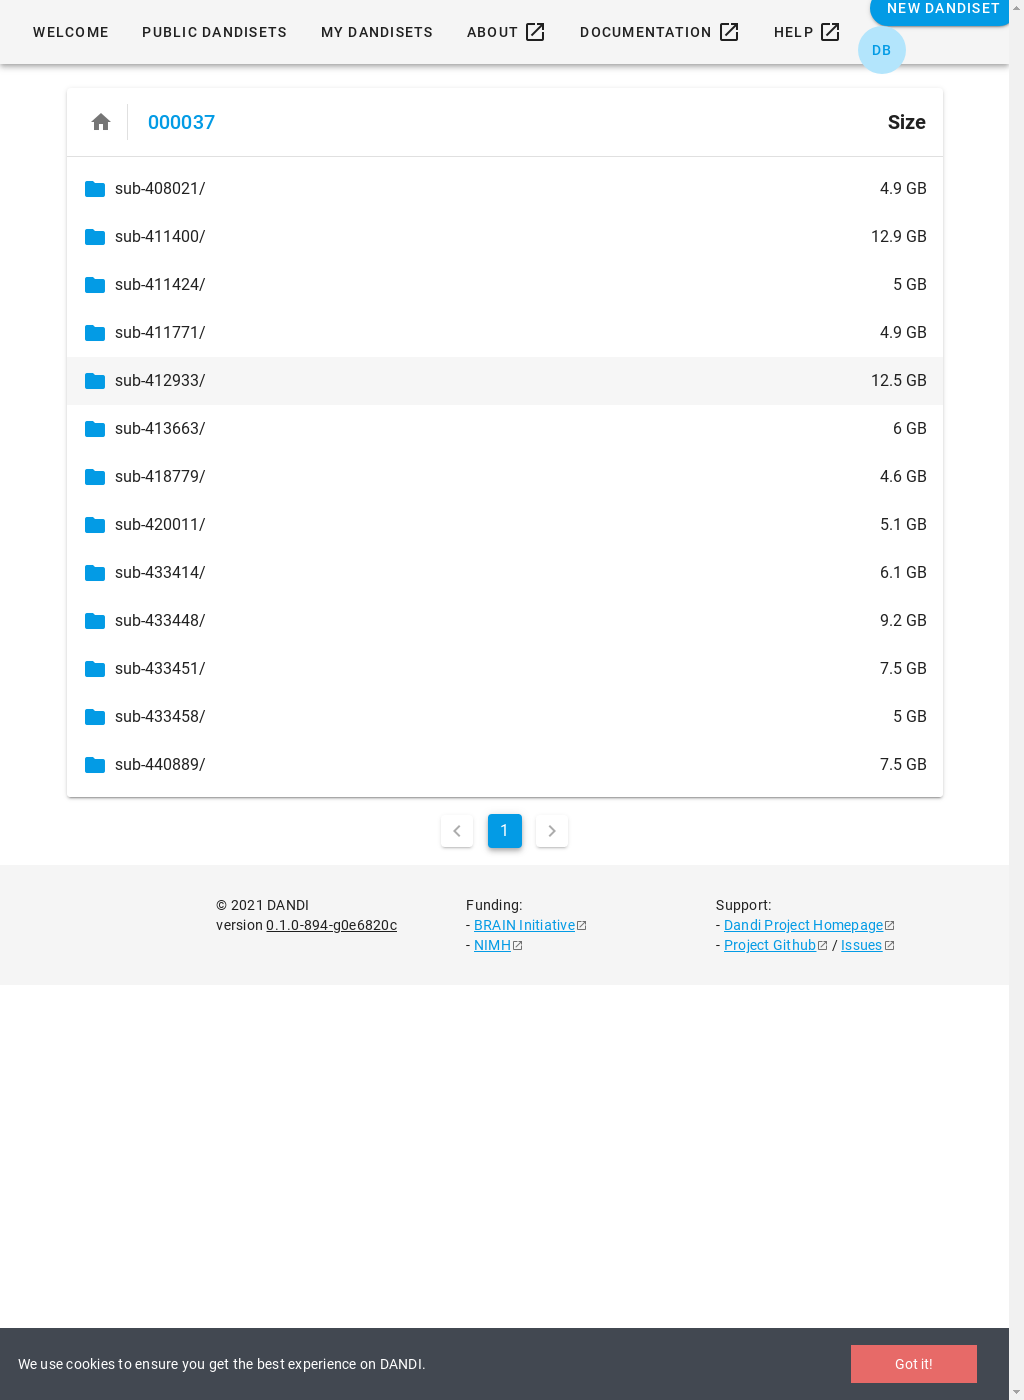 WELCOME PUBLIC DANDISETS MY DANDISETS ABOUT DOCUMENTATION HELP NEW DANDISET
DB
000037 Size
sub-408021/ 4.9 GB
sub-411400/ 12.9 GB
sub-411424/ 5 GB
sub-411771/ 4.9 GB
sub-412933/ 12.5 GB
sub-413663/ 6 GB
sub-418779/ 4.6 GB
sub-420011/ 5.1 GB
sub-433414/ 6.1 GB
sub-433448/ 9.2 GB
sub-433451/ 7.5 GB
sub-433458/ 5 GB
sub-440889/ 7.5 GB
1
© 2021 DANDI
version 0.1.0-894-g0e6820c
Funding:
- BRAIN Initiative
- NIMH
Support:
- Dandi Project Homepage
- Project Github / Issues
We use cookies to ensure you get the best experience on DANDI. Got it!